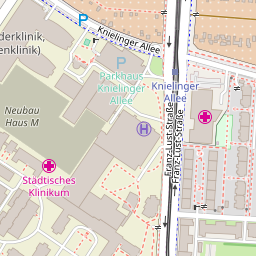 Knielinger Allee
derklinik,
enklinik)
P
P
Parkhaus
Knielinger
Allee
Knielinger
Allee
Neubau
Haus M
H
Franz-Lust-Straße
Franz-Lust-Straße
Städtisches
Klinikum